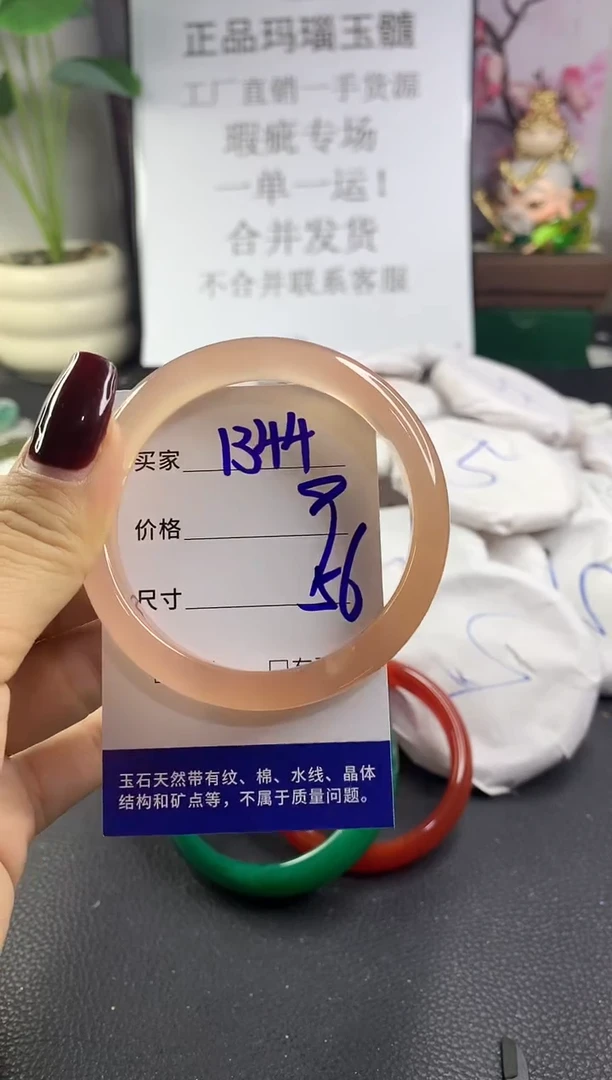 正品玛瑙玉髓
工厂直销一手货源
瑕疵专场
一单一运！
合并发货
不合并联系客服
买家 1344
价格 9
尺寸 56
玉石天然带有纹、棉、水线、晶体
结构和矿点等，不属于质量问题。
5